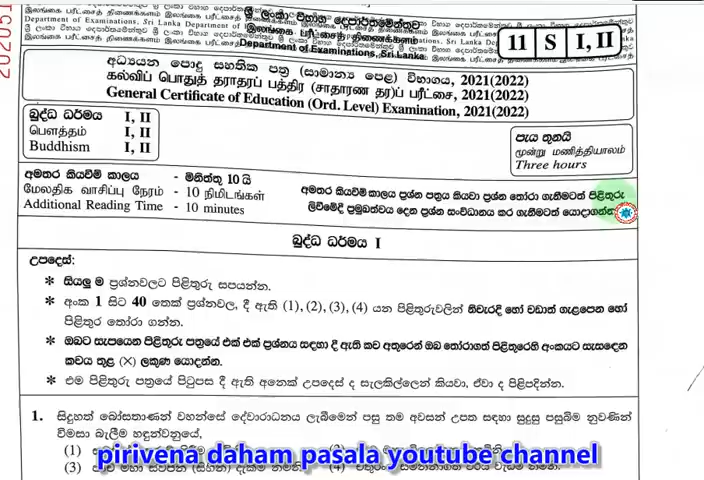 202051
ශ්‍රී ලංකා විභාග දෙපාර්තමේන්තුව
இலங்கைப் பரீட்சைத் திணைக்களம்
Department of Examinations, Sri Lanka
11 S I, II
අධ්‍යයන පොදු සහතික පත්‍ර (සාමාන්‍ය පෙළ) විභාගය, 2021(2022)
கல்விப் பொதுத் தராதரப் பத்திர (சாதாரண தர)ப் பரீட்சை, 2021(2022)
General Certificate of Education (Ord. Level) Examination, 2021(2022)
බුද්ධ ධර්මය I, II
பௌத்தம் I, II
Buddhism I, II
පැය තුනයි
மூன்று மணித்தியாலம்
Three hours
අමතර කියවීම් කාලය - මිනිත්තු 10 යි
மேலதிக வாசிப்பு நேரம் - 10 நிமிடங்கள்
Additional Reading Time - 10 minutes
අමතර කියවීම් කාලය ප්‍රශ්න පත්‍රය කියවා ප්‍රශ්න තෝරා ගැනීමටත් පිළිතුරු
ලිවීමේදී ප්‍රමුඛත්වය දෙන ප්‍රශ්න සංවිධානය කර ගැනීමටත් යොදාගන්න.
බුද්ධ ධර්මය I
උපදෙස්:
* සියලු ම ප්‍රශ්නවලට පිළිතුරු සපයන්න.
* අංක 1 සිට 40 තෙක් ප්‍රශ්නවල, දී ඇති (1), (2), (3), (4) යන පිළිතුරුවලින් නිවැරදි හෝ වඩාත් ගැළපෙන හෝ
පිළිතුර තෝරා ගන්න.
* ඔබට සැපයෙන පිළිතුරු පත්‍රයේ එක් එක් ප්‍රශ්නය සඳහා දී ඇති කව අතුරෙන් ඔබ තෝරාගත් පිළිතුරෙහි අංකයට සැසඳෙන
කවය තුළ (×) ලකුණ යොදන්න.
* එම පිළිතුරු පත්‍රයේ පිටුපස දී ඇති අනෙක් උපදෙස් ද සැලකිල්ලෙන් කියවා, ඒවා ද පිළිපදින්න.
1. සිදුහත් බෝසතාණන් වහන්සේ දේවාරාධනය ලැබීමෙන් පසු තම අවසන් උපත සඳහා සුදුසු පසුබිම නුවණින්
විමසා බැලීම හඳුන්වනුයේ,
(1)
(3)
pirivena daham pasala youtube channel